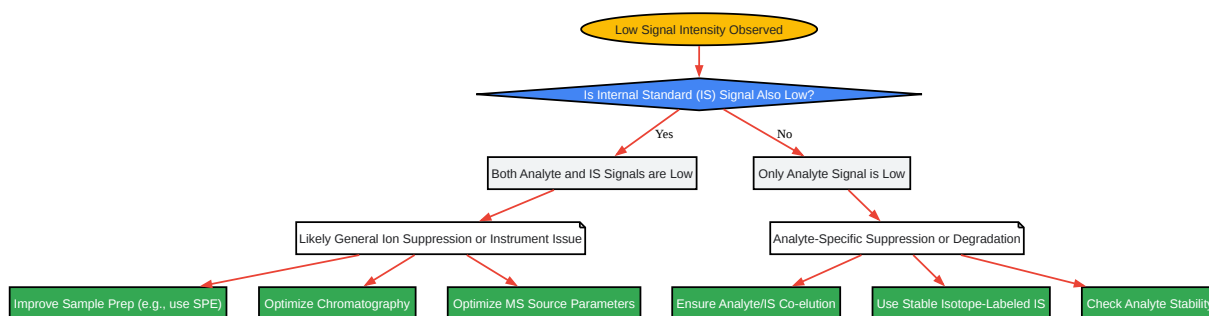 Low Signal Intensity Observed
Is Internal Standard (IS) Signal Also Low?
Yes
No
Both Analyte and IS Signals are Low
Only Analyte Signal is Low
Likely General Ion Suppression or Instrument Issue
Analyte-Specific Suppression or Degradation
Improve Sample Prep (e.g., use SPE)
Optimize Chromatography
Optimize MS Source Parameters
Ensure Analyte/IS Co-elution
Use Stable Isotope-Labeled IS
Check Analyte Stability